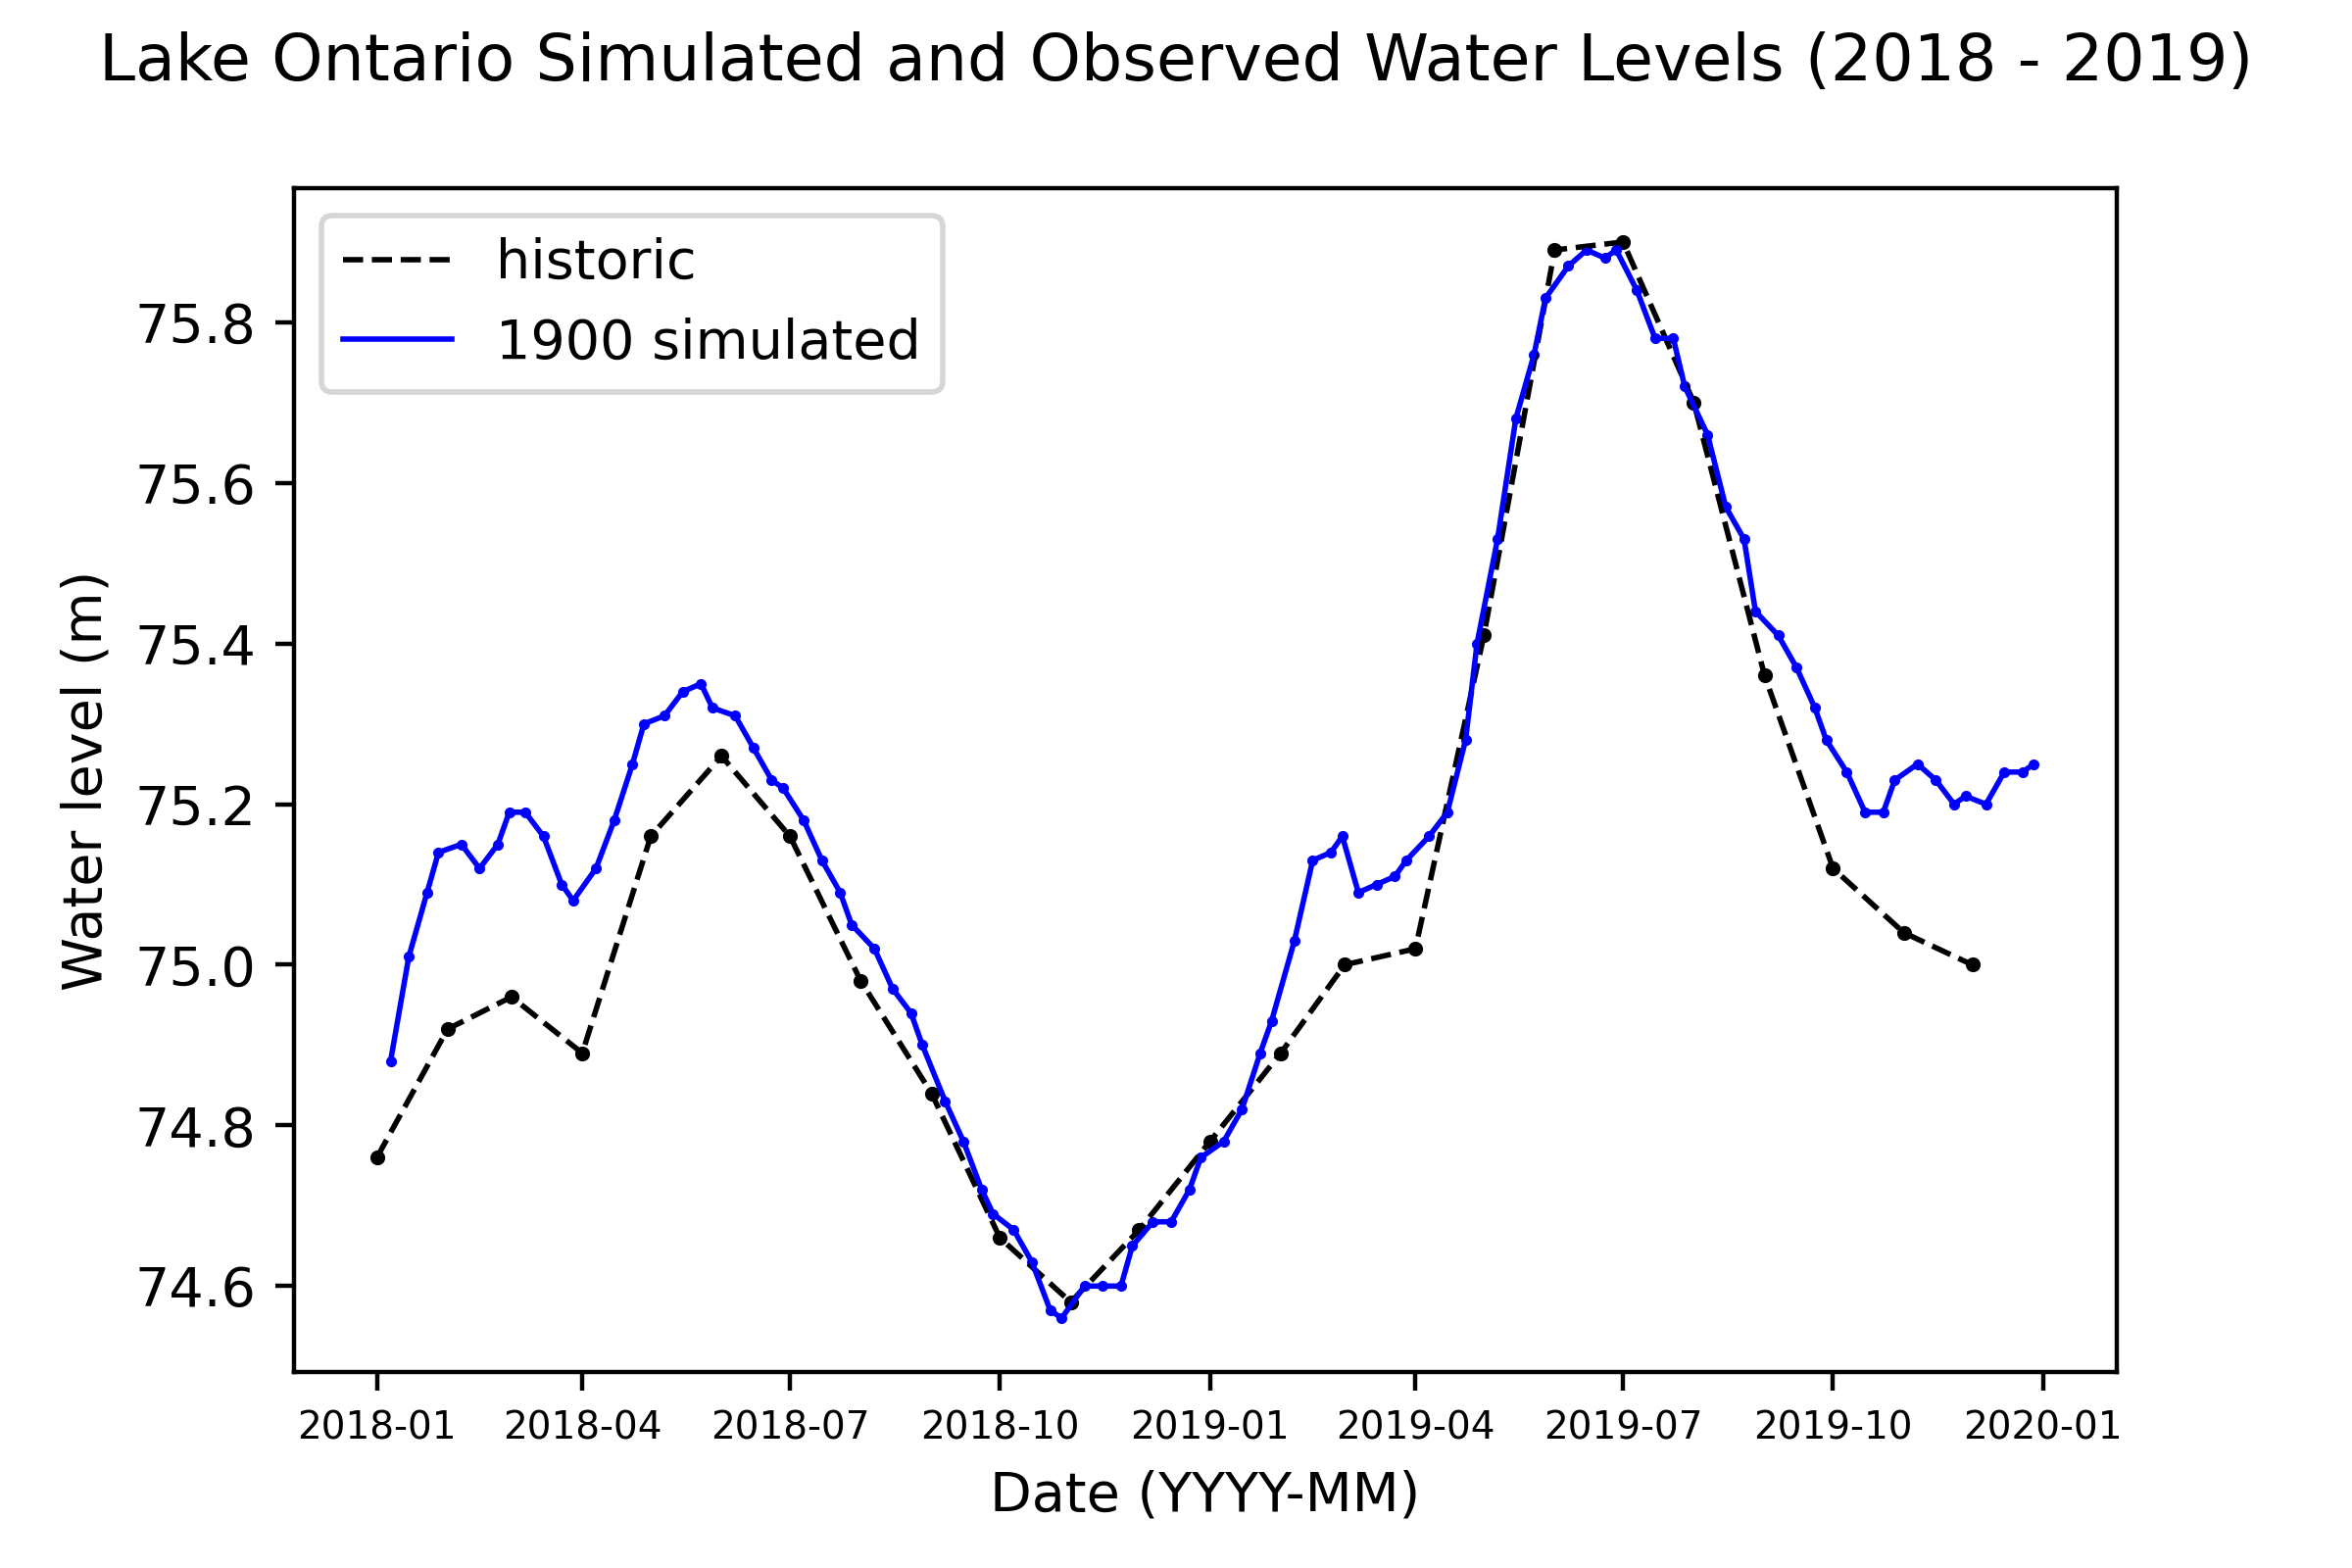 Lake Ontario Simulated and Observed Water Levels (2018 - 2019)
historic
1900 simulated
Water level (m)
75.8
75.6
75.4
75.2
75.0
74.8
74.6
2018-01 2018-04 2018-07 2018-10 2019-01 2019-04 2019-07 2019-10 2020-01
Date (YYYY-MM)